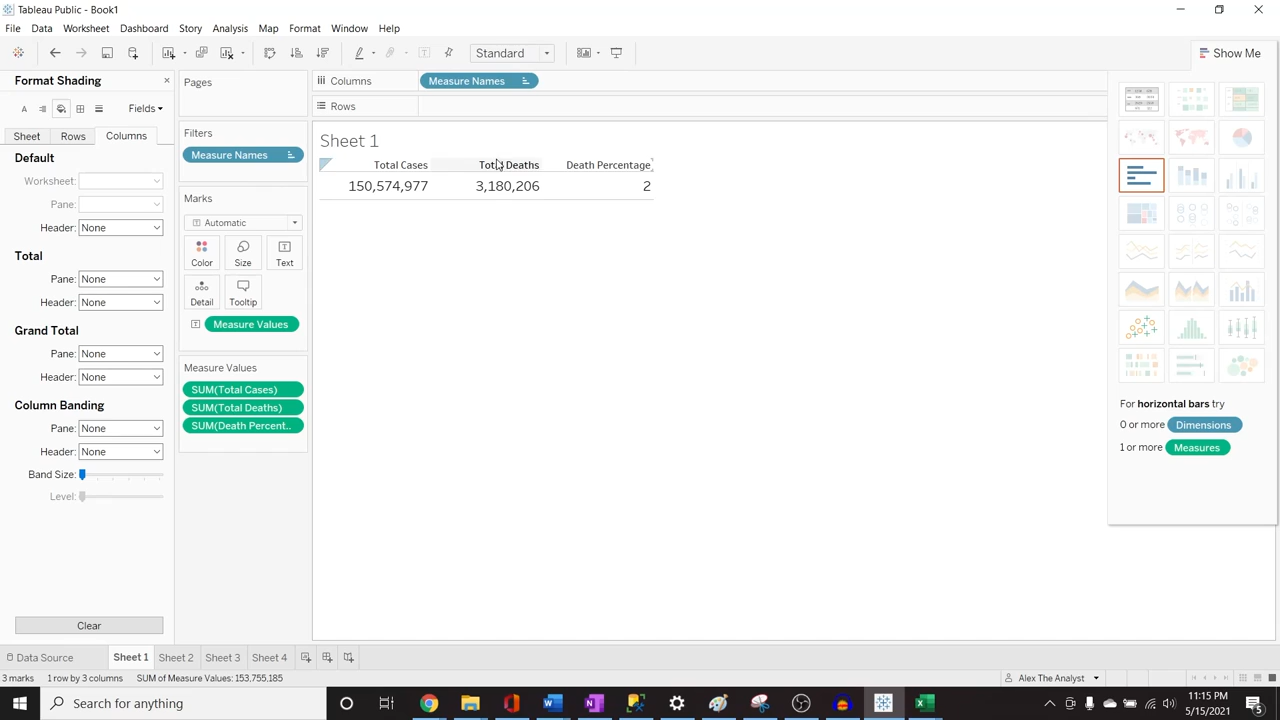 Tableau Public - Book1
File Data Worksheet Dashboard Story Analysis Map Format Window Help
Standard
Show Me
Format Shading
Fields
Sheet Rows Columns
Default
Worksheet:
Pane:
Header: None
Total
Pane: None
Header: None
Grand Total
Pane: None
Header: None
Column Banding
Pane: None
Header: None
Band Size:
Level:
Clear
Pages
Filters
Measure Names
Marks
Automatic
Color Size Text
Detail Tooltip
Measure Values
Measure Values
SUM(Total Cases)
SUM(Total Deaths)
SUM(Death Percent..
Columns Measure Names
Rows
Sheet 1
Total Cases Total Deaths Death Percentage
150,574,977 3,180,206 2
For horizontal bars try
0 or more Dimensions
1 or more Measures
Data Source Sheet 1 Sheet 2 Sheet 3 Sheet 4
3 marks 1 row by 3 columns SUM of Measure Values: 153,755,185 Alex The Analyst
Type here to search
11:15 PM
5/15/2021
5